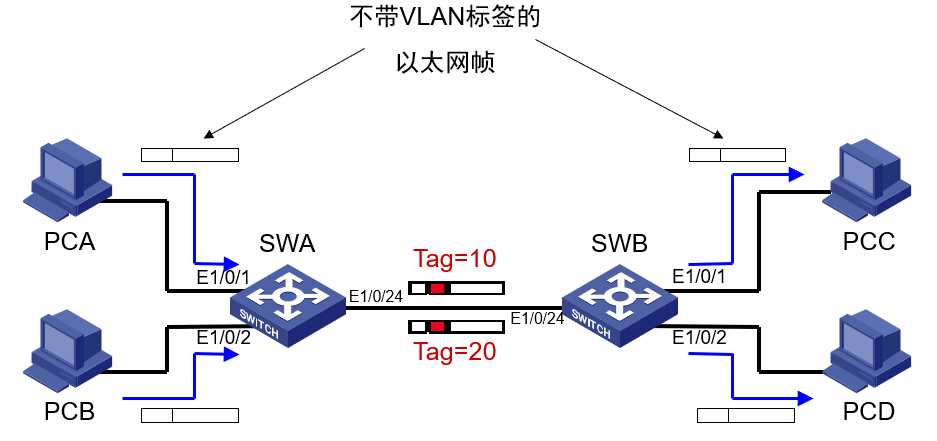 不带VLAN标签的
以太网帧
PCA
SWA
SWB
PCC
Tag=10
E1/0/1
E1/0/1
E1/0/24
E1/0/24
SWITCH
SWITCH
E1/0/2
E1/0/2
Tag=20
PCB
PCD